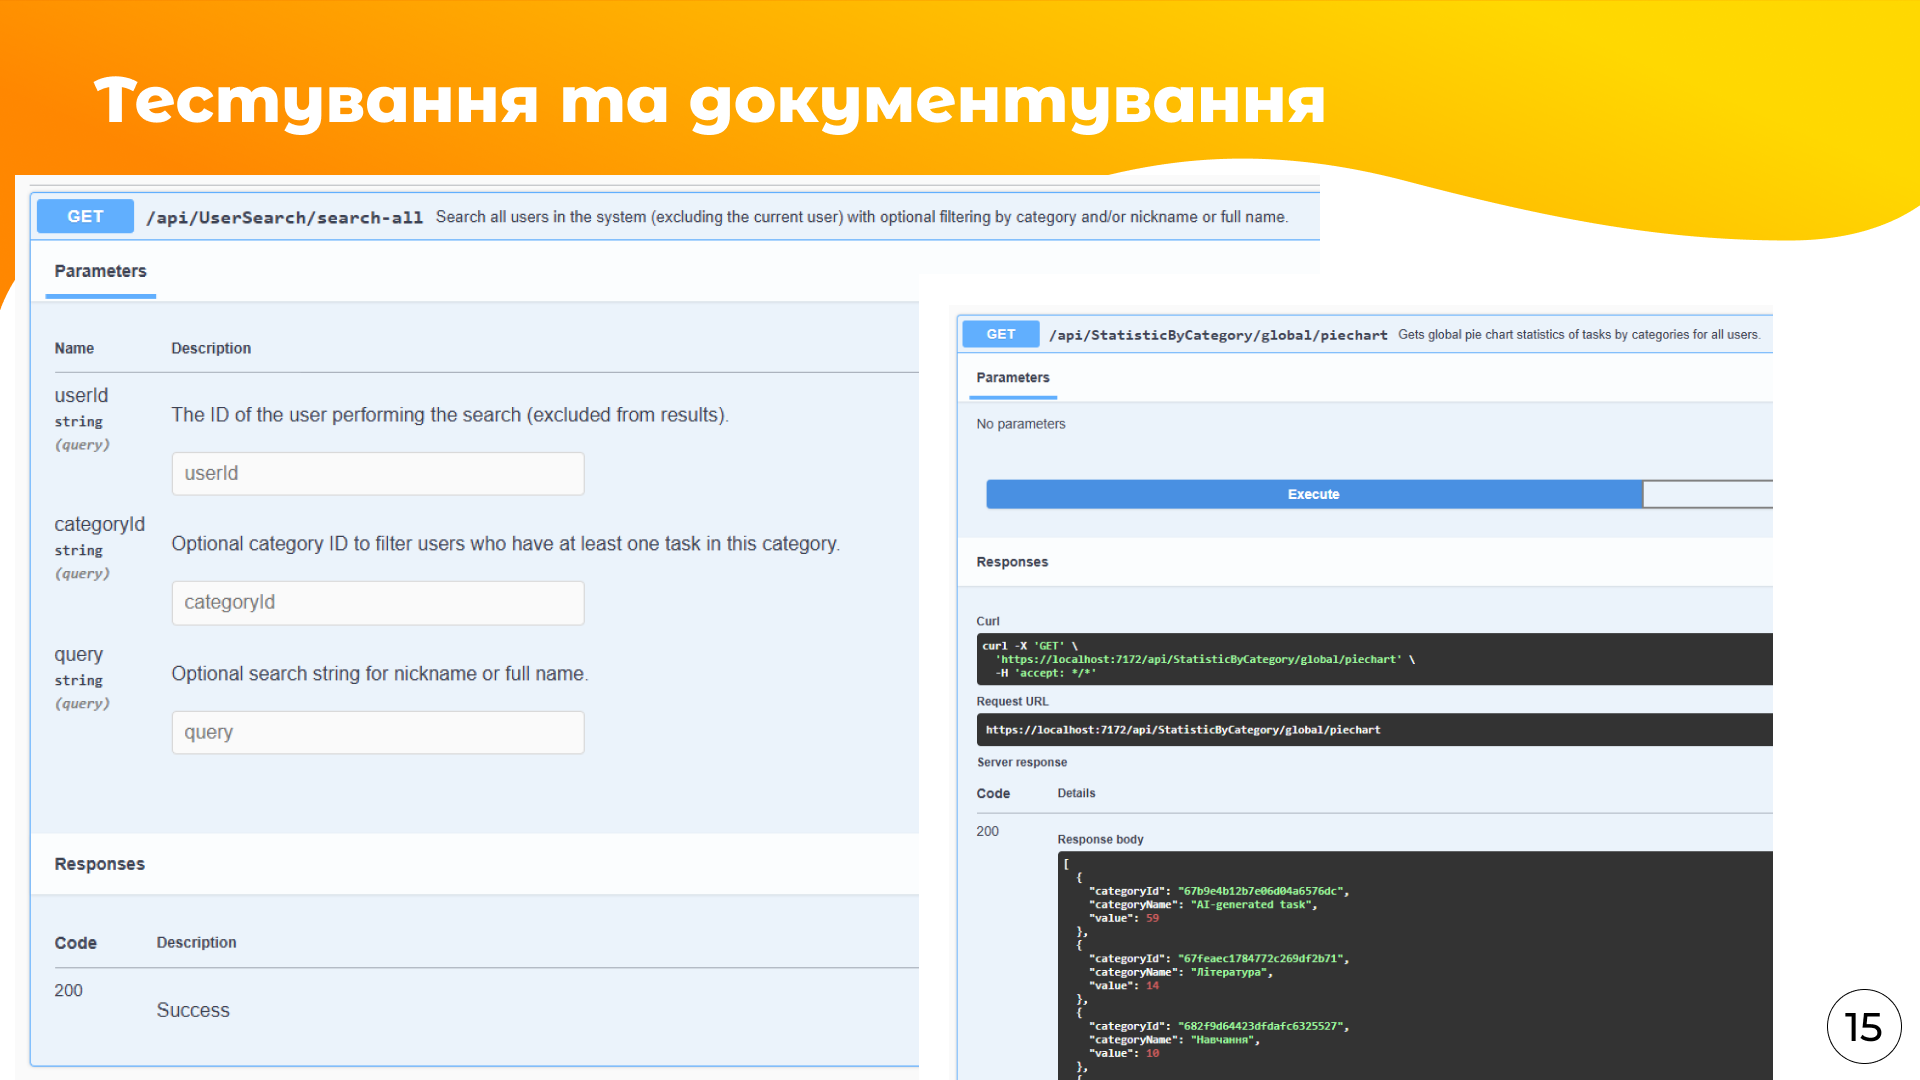 Тестування та документування
GET /api/UserSearch/search-all Search all users in the system (excluding the current user) with optional filtering by category and/or nickname or full name.
Parameters
Name Description
userId
string
(query)
The ID of the user performing the search (excluded from results).
userId
categoryId
string
(query)
Optional category ID to filter users who have at least one task in this category.
categoryId
query
string
(query)
Optional search string for nickname or full name.
query
Responses
Code Description
200
Success
GET /api/StatisticByCategory/global/piechart Gets global pie chart statistics of tasks by categories for all users.
Parameters
No parameters
Execute
Responses
Curl
curl -X 'GET' \
'https://localhost:7172/api/StatisticByCategory/global/piechart' \
-H 'accept: */*'
Request URL
https://localhost:7172/api/StatisticByCategory/global/piechart
Server response
Code Details
200
Response body
[
{
"categoryId": "67b9e4b12b7e06d04a6576dc",
"categoryName": "AI-generated task",
"value": 59
},
{
"categoryId": "67feaec1784772c269df2b71",
"categoryName": "Література",
"value": 14
},
{
"categoryId": "682f9d64423dfdafc6325527",
"categoryName": "Навчання",
"value": 10
},
{
15